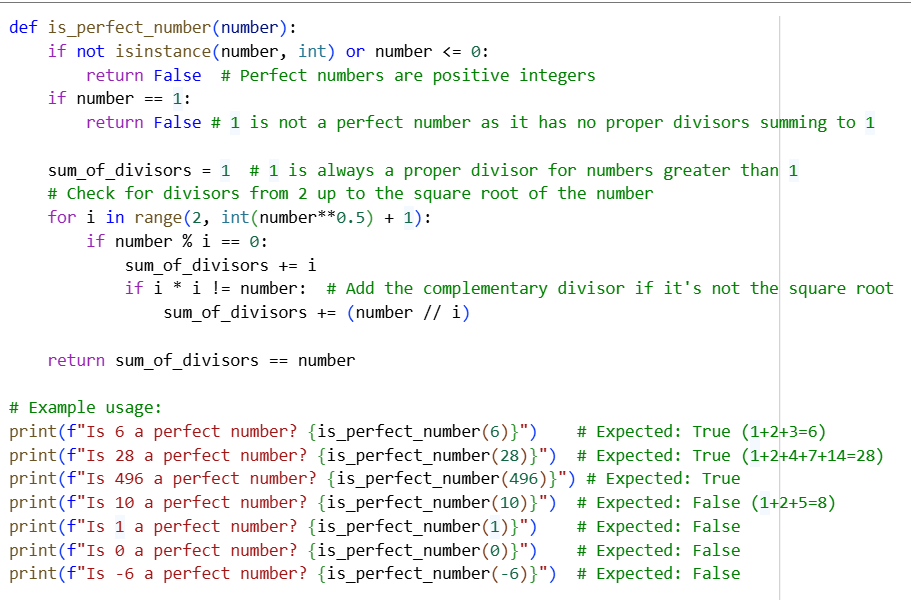 def is_perfect_number(number):
    if not isinstance(number, int) or number <= 0:
        return False  # Perfect numbers are positive integers
    if number == 1:
        return False # 1 is not a perfect number as it has no proper divisors summing to 1

    sum_of_divisors = 1  # 1 is always a proper divisor for numbers greater than 1
    # Check for divisors from 2 up to the square root of the number
    for i in range(2, int(number**0.5) + 1):
        if number % i == 0:
            sum_of_divisors += i
            if i * i != number:  # Add the complementary divisor if it's not the square root
                sum_of_divisors += (number // i)

    return sum_of_divisors == number

# Example usage:
print(f"Is 6 a perfect number? {is_perfect_number(6)}")    # Expected: True (1+2+3=6)
print(f"Is 28 a perfect number? {is_perfect_number(28)}")  # Expected: True (1+2+4+7+14=28)
print(f"Is 496 a perfect number? {is_perfect_number(496)}") # Expected: True
print(f"Is 10 a perfect number? {is_perfect_number(10)}")  # Expected: False (1+2+5=8)
print(f"Is 1 a perfect number? {is_perfect_number(1)}")    # Expected: False
print(f"Is 0 a perfect number? {is_perfect_number(0)}")    # Expected: False
print(f"Is -6 a perfect number? {is_perfect_number(-6)}")  # Expected: False